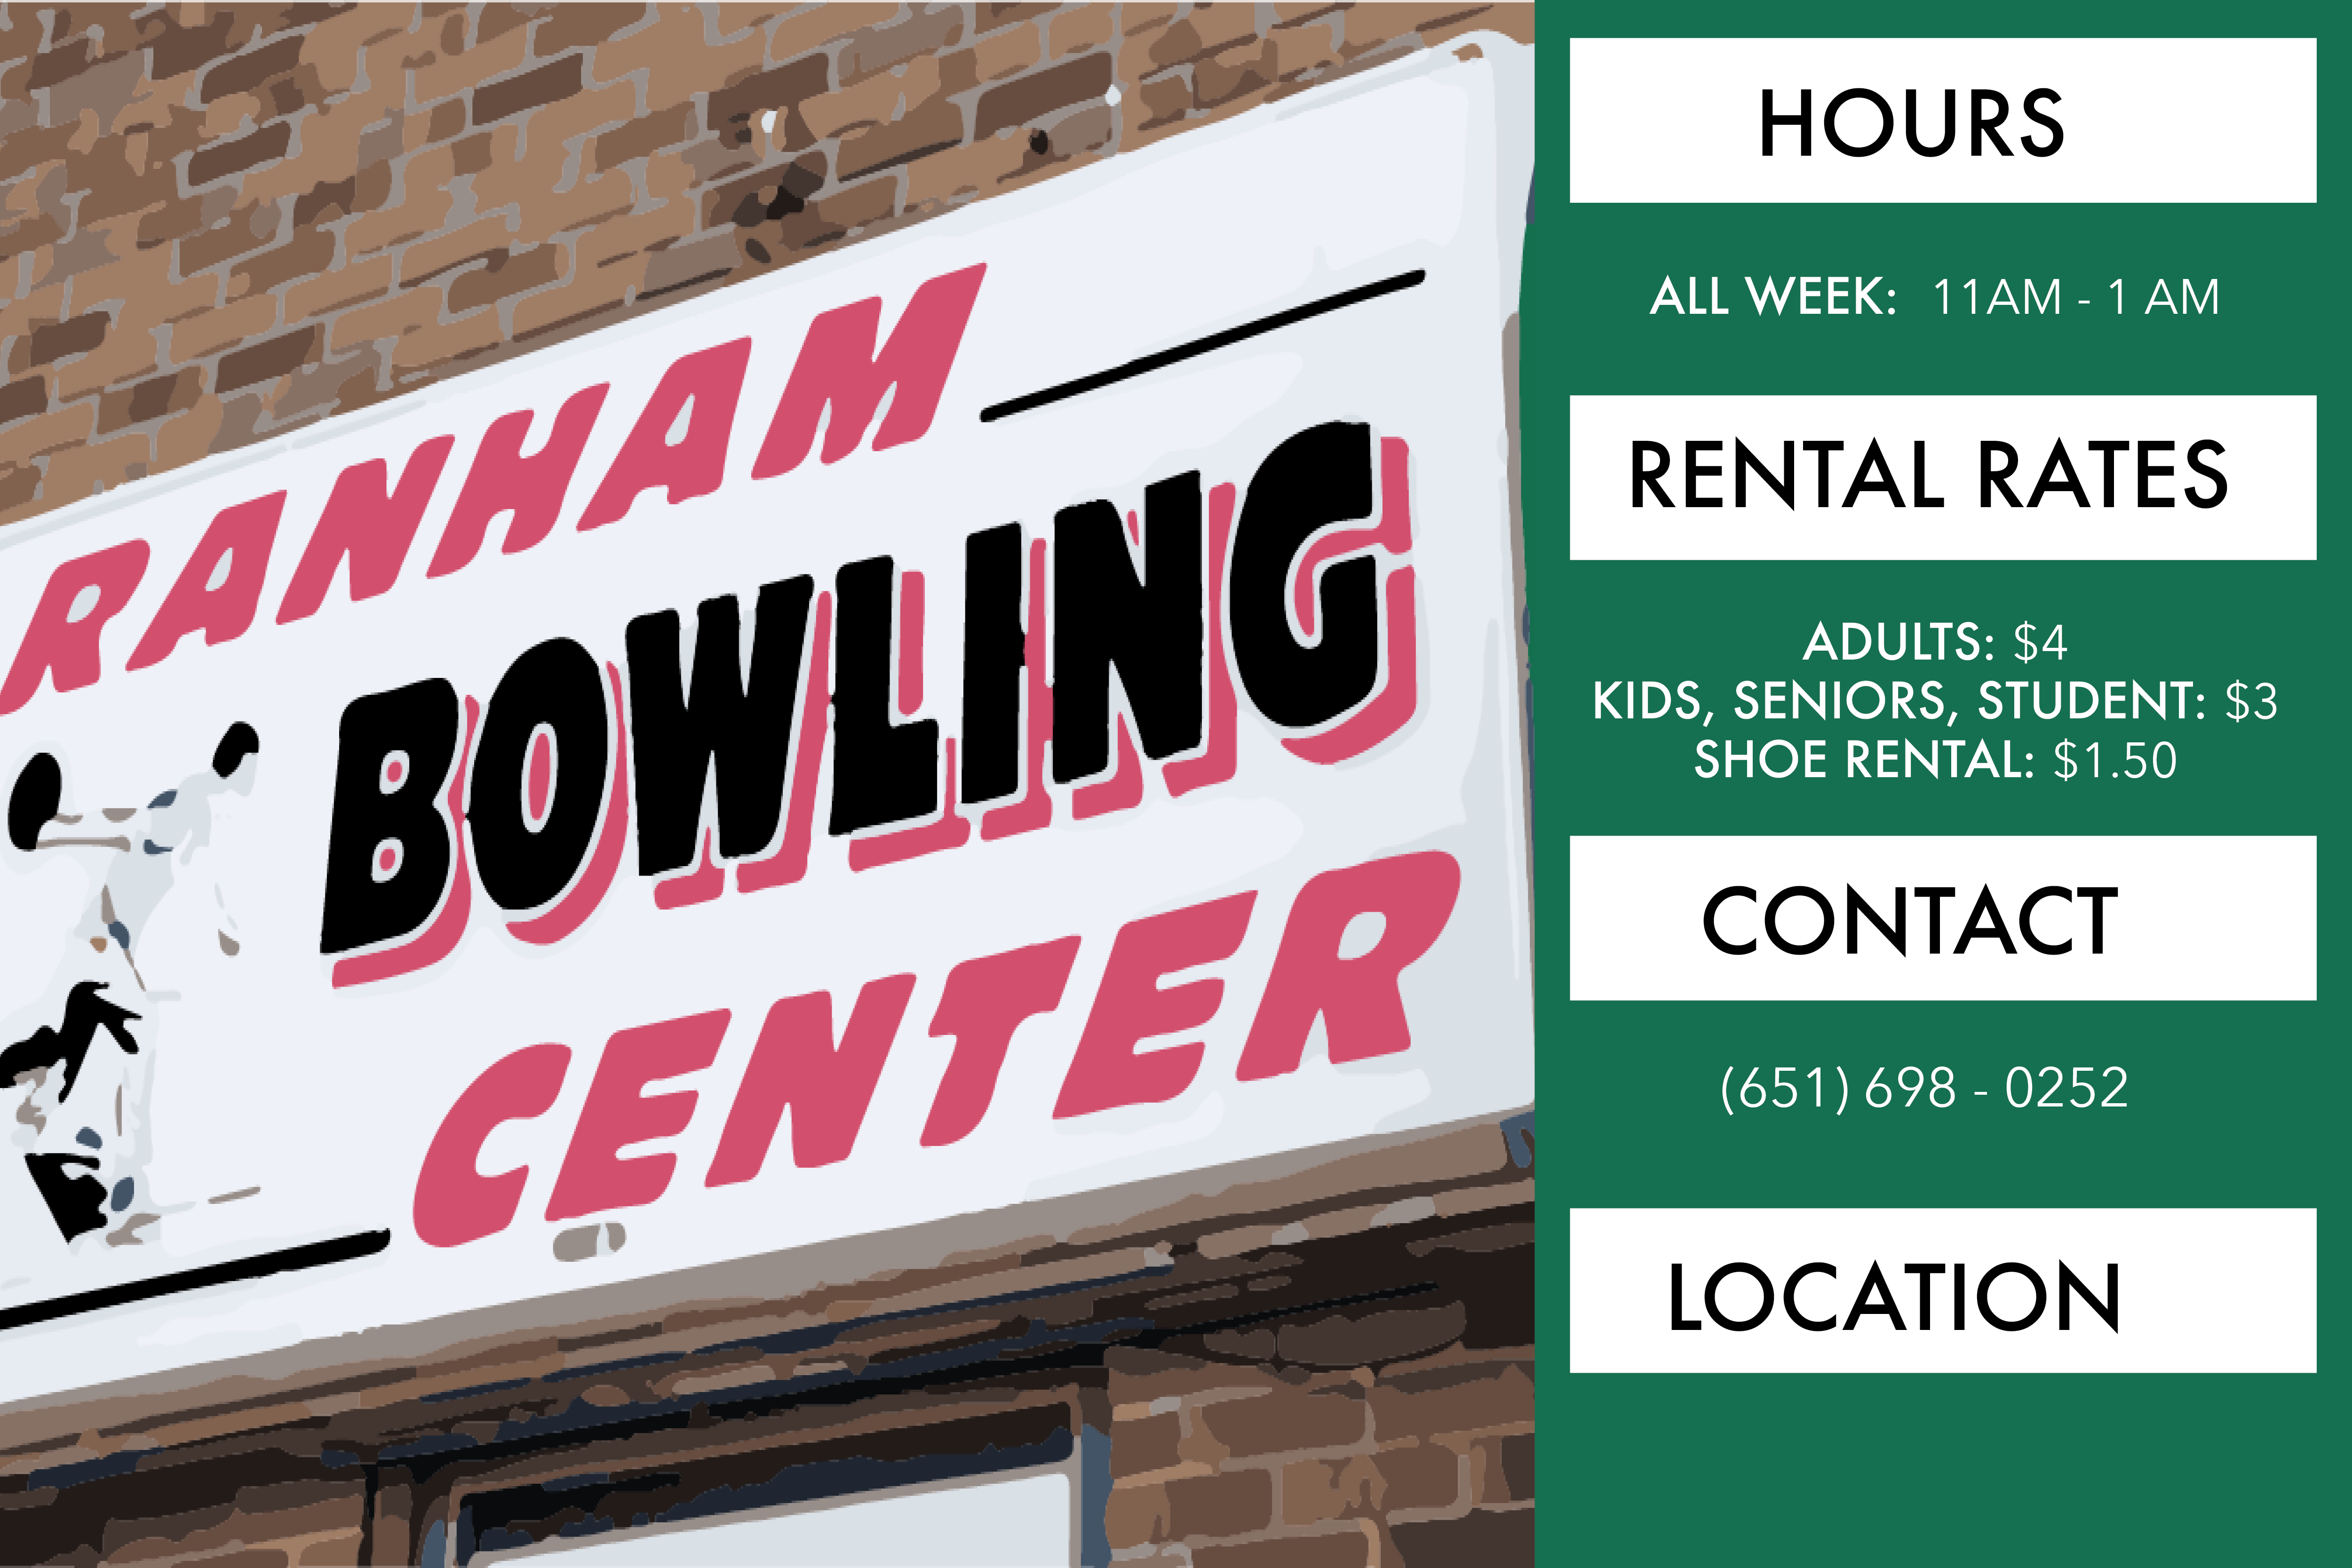 RANHAM
BOWLING
CENTER
HOURS
ALL WEEK: 11AM - 1 AM
RENTAL RATES
ADULTS: $4
KIDS, SENIORS, STUDENT: $3
SHOE RENTAL: $1.50
CONTACT
(651) 698 - 0252
LOCATION